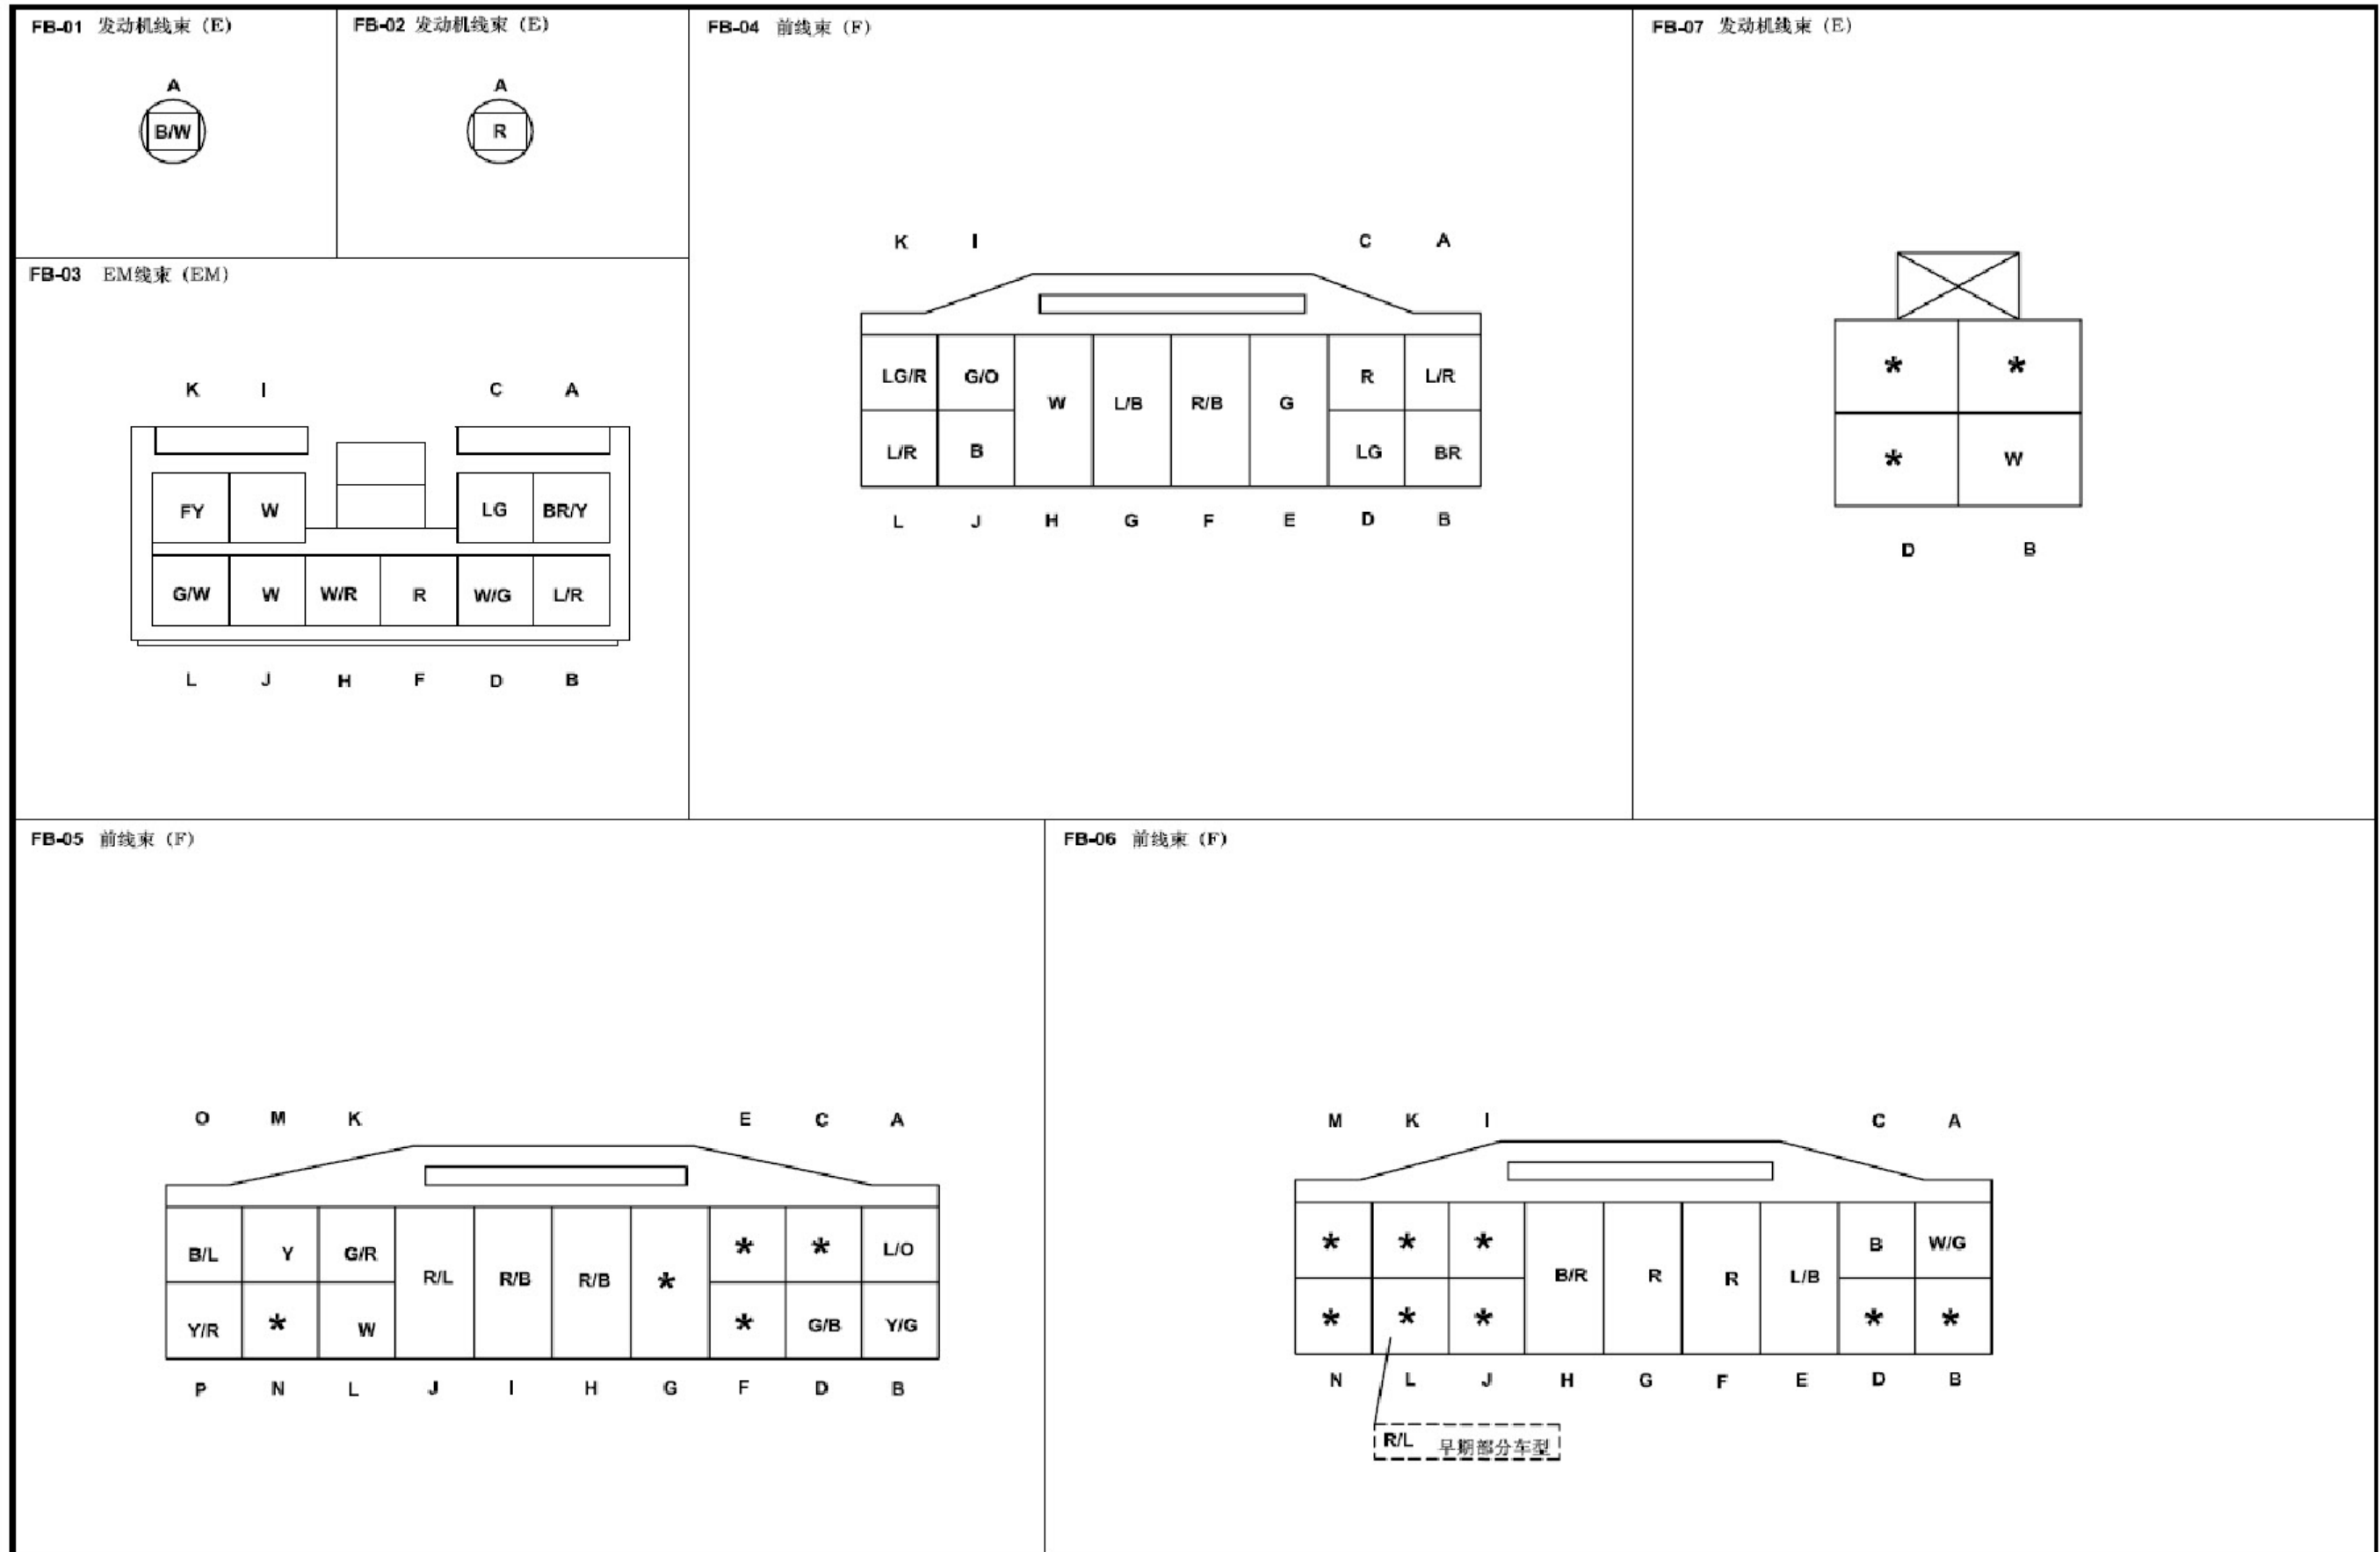 FB-01 发动机线束 (E)
A
B/W
FB-02 发动机线束 (E)
A
R
FB-03 EM线束 (EM)
K I C A
FY W LG BR/Y
G/W W W/R R W/G L/R
L J H F D B
FB-04 前线束 (F)
K I C A
LG/R G/O R L/R
W L/B R/B G
L/R B LG BR
L J H G F E D B
FB-07 发动机线束 (E)
* *
* W
D B
FB-05 前线束 (F)
O M K E C A
B/L Y G/R * * L/O
R/L R/B R/B *
Y/R * W * G/B Y/G
P N L J I H G F D B
FB-06 前线束 (F)
M K I C A
* * * B W/G
B/R R R L/B
* * * * *
N L J H G F E D B
R/L 早期部分车型